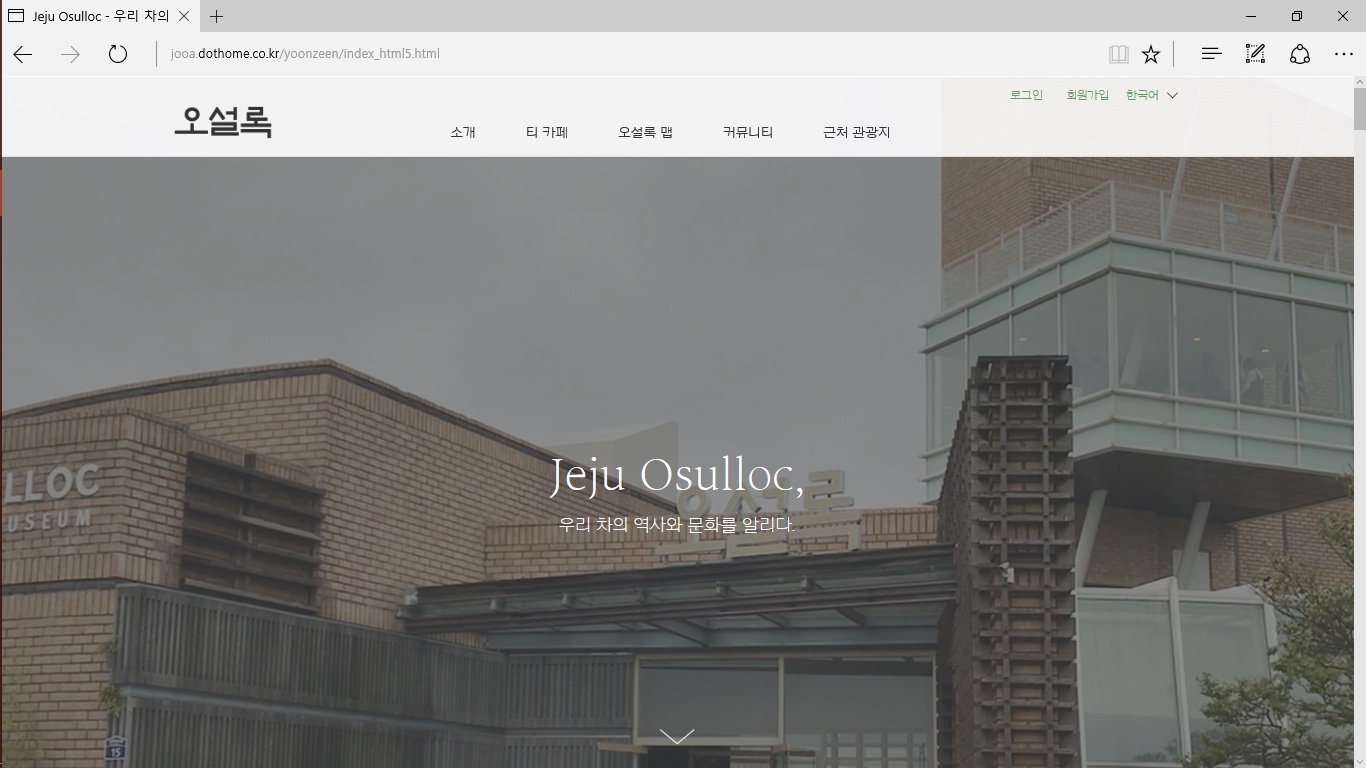 Jeju Osulloc - 우리 차의
jooa.dothome.co.kr/yoonzeen/index_html5.html
로그인 회원가입 한국어
오설록
소개 티 카페 오설록 맵 커뮤니티 근처 관광지
LLOC
USEUM
오설록
Jeju Osulloc,
우리 차의 역사와 문화를 알리다.
15